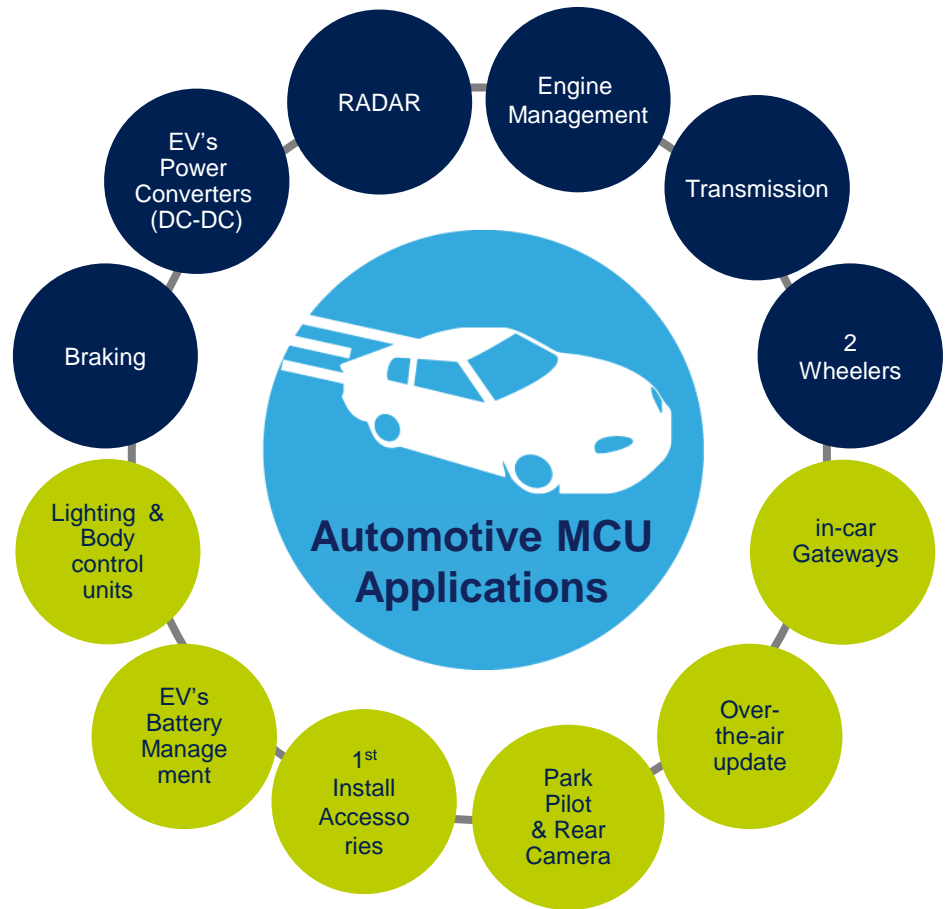 RADAR
Engine
Management
Transmission
2
Wheelers
in-car
Gateways
Over-
the-air
update
Park
Pilot
& Rear
Camera
1st
Install
Accesso
ries
EV’s
Battery
Manage
ment
Lighting &
Body
control
units
Braking
EV’s
Power
Converters
(DC-DC)
Automotive MCU
Applications